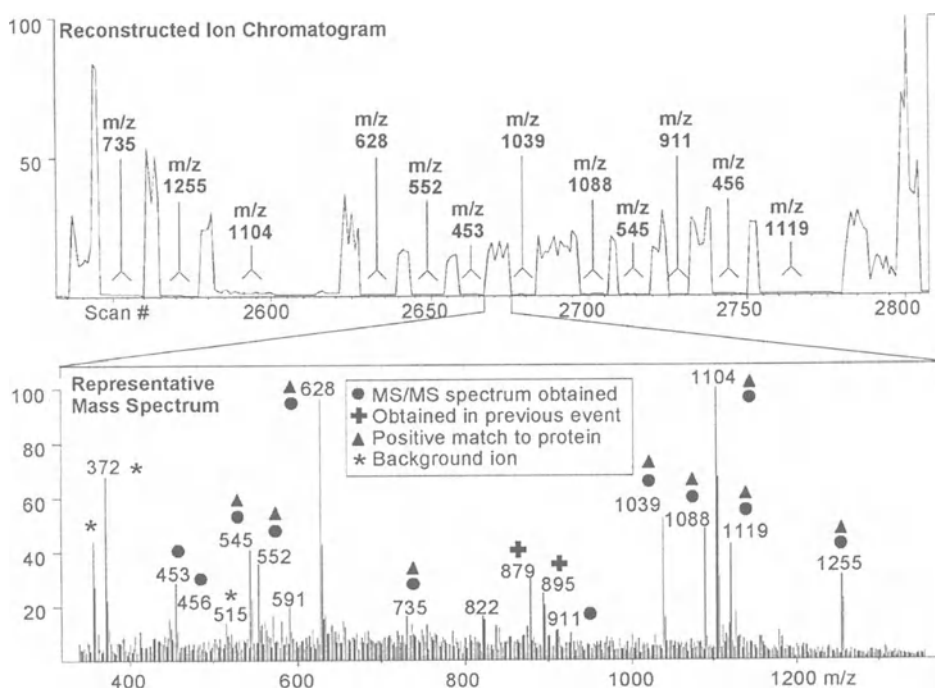 100
Reconstructed Ion Chromatogram
50
m/z
735
m/z
1255
m/z
1104
m/z
628
m/z
552
m/z
453
m/z
1039
m/z
1088
m/z
545
m/z
911
m/z
456
m/z
1119
Scan # 2600 2650 2700 2750 2800
Representative
Mass Spectrum
● MS/MS spectrum obtained
✚ Obtained in previous event
▲ Positive match to protein
* Background ion
100
80
60
40
20
372 *
*
453
456
515
*
545
552
591
628
735
822
879
895
911
1039
1088
1104
1119
1255
400 600 800 1000 1200 m/z